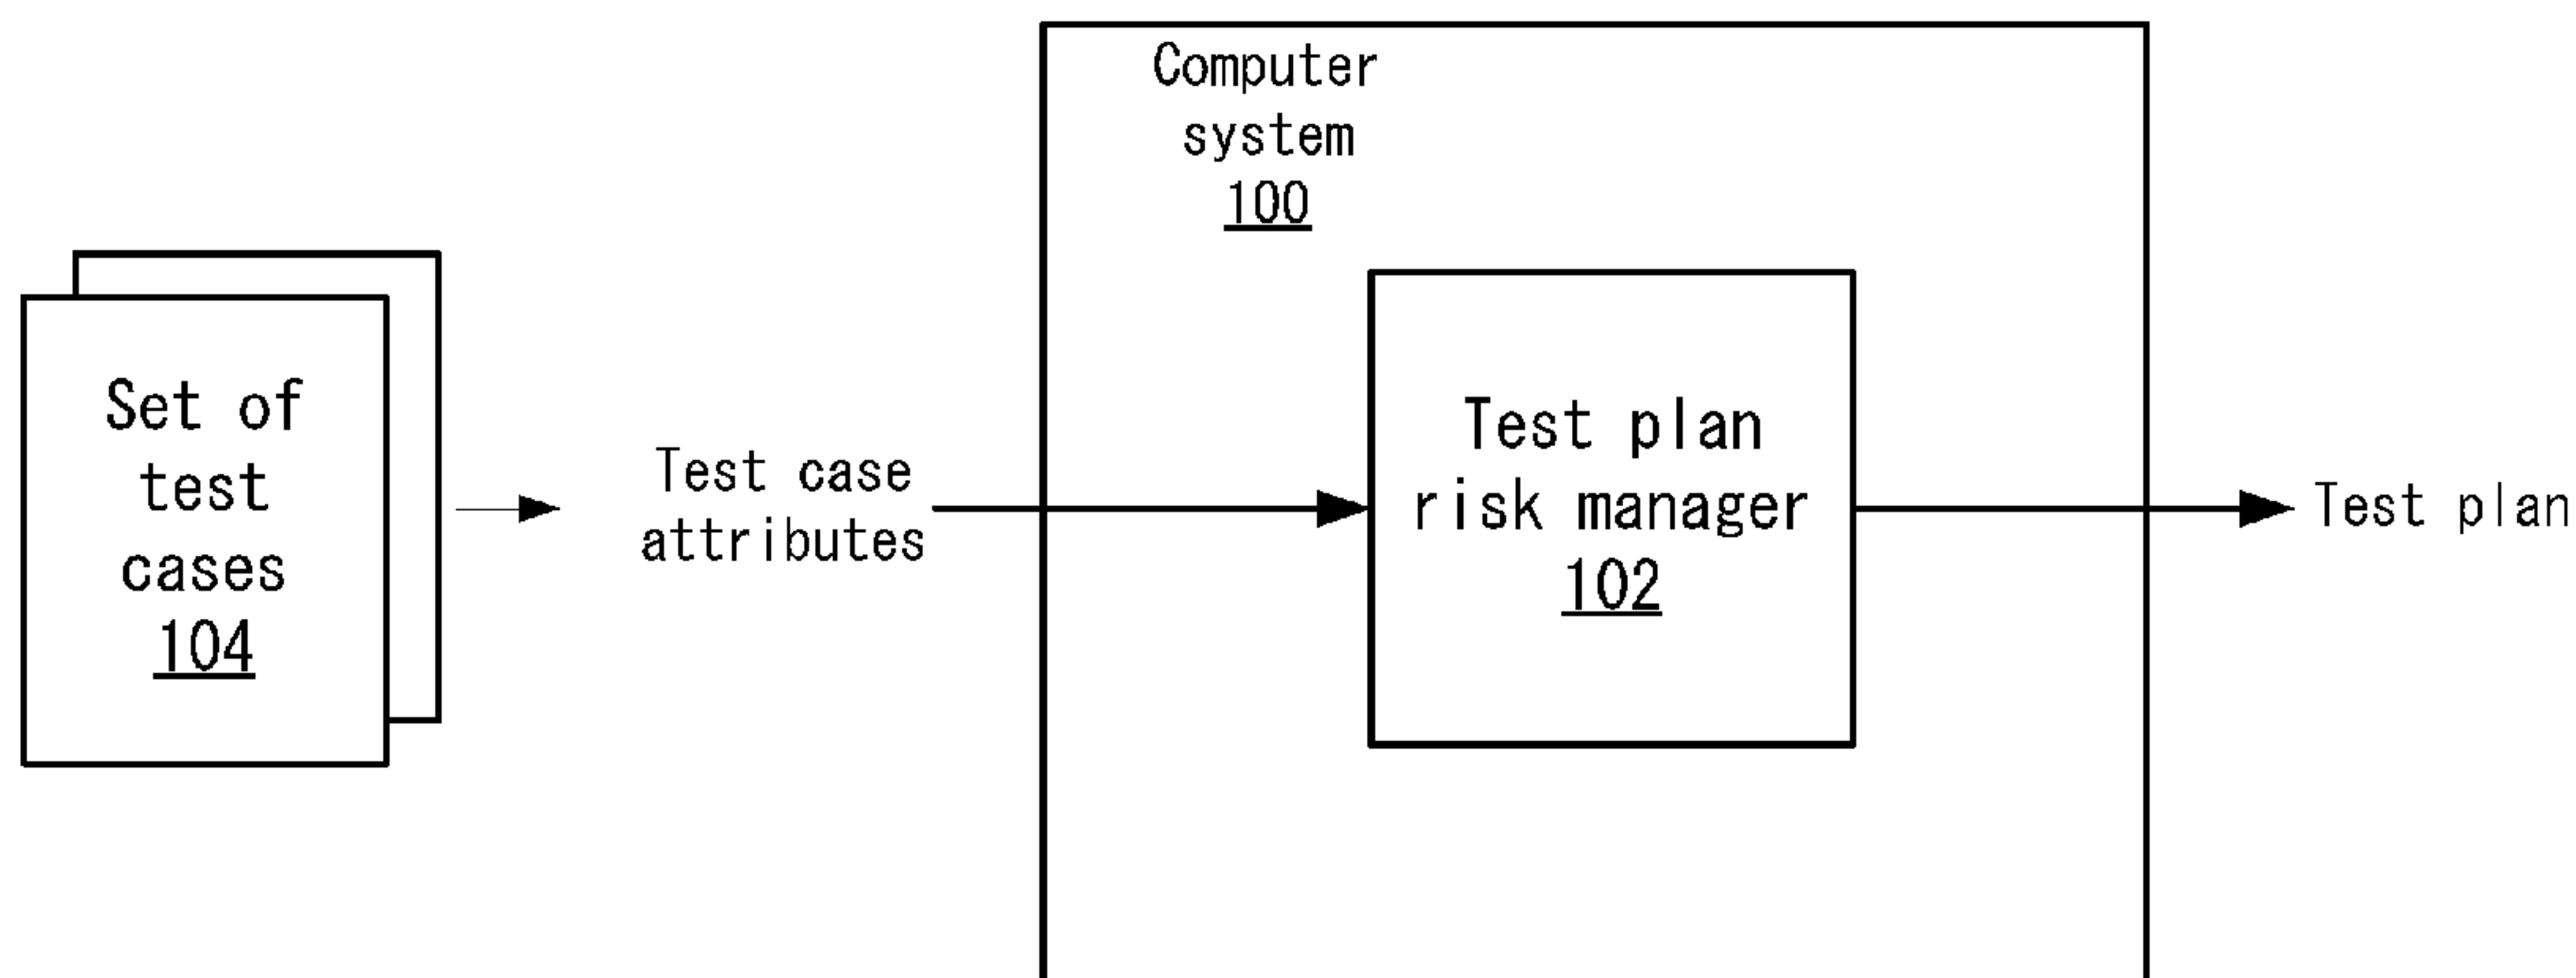 Computer
system
100
Set of
test
cases
104
Test case
attributes
Test plan
risk manager
102
Test plan